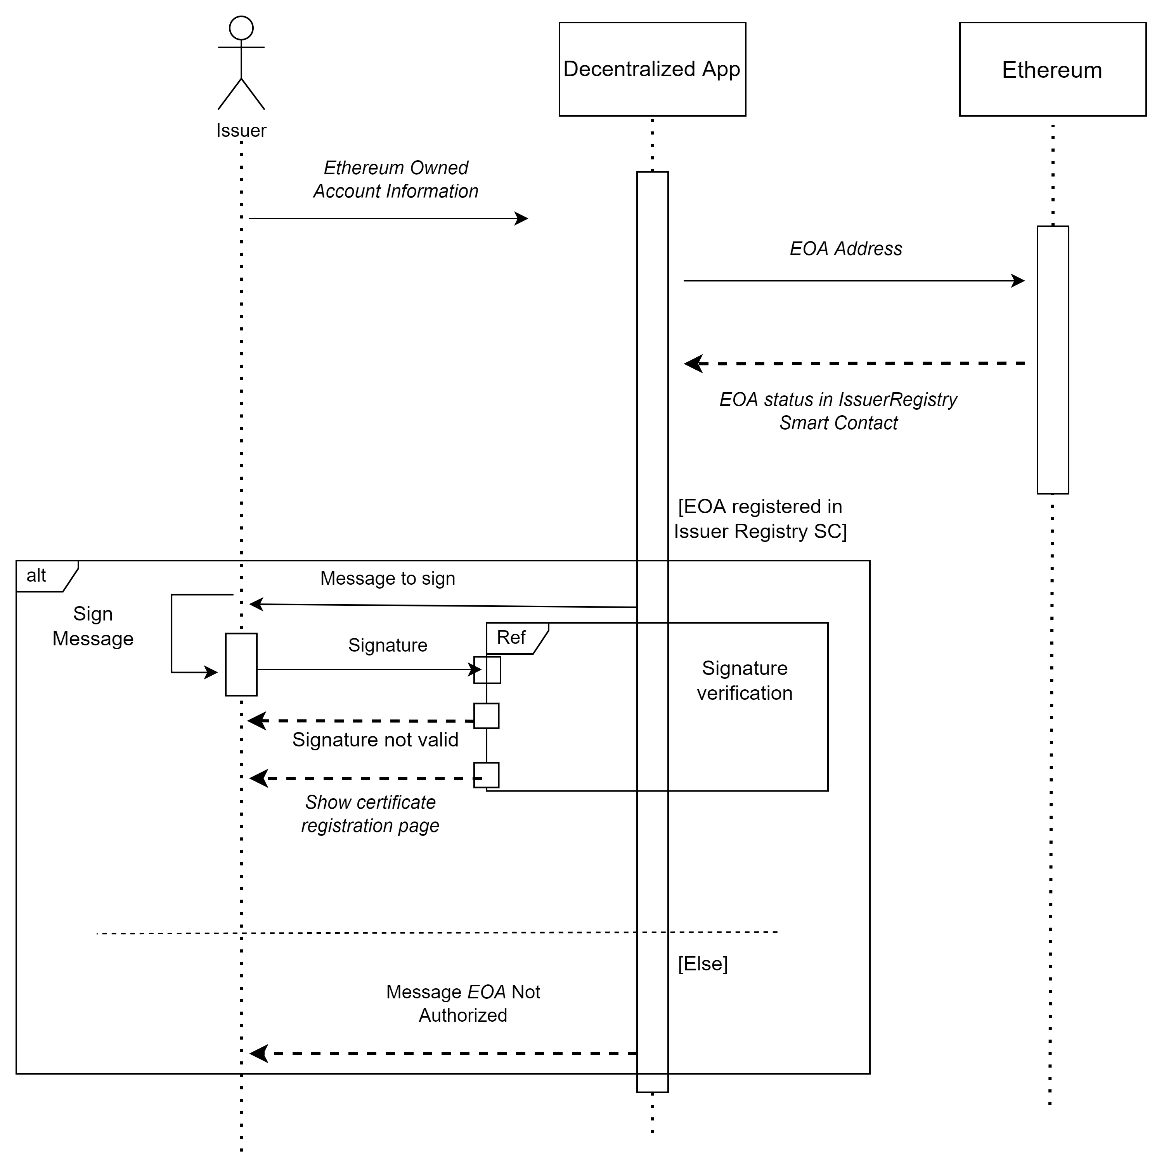 Issuer
Decentralized App
Ethereum
Ethereum Owned
Account Information
EOA Address
EOA status in IssuerRegistry
Smart Contact
[EOA registered in
Issuer Registry SC]
alt
Message to sign
Sign
Message
Signature
Ref
Signature
verification
Signature not valid
Show certificate
registration page
[Else]
Message EOA Not
Authorized